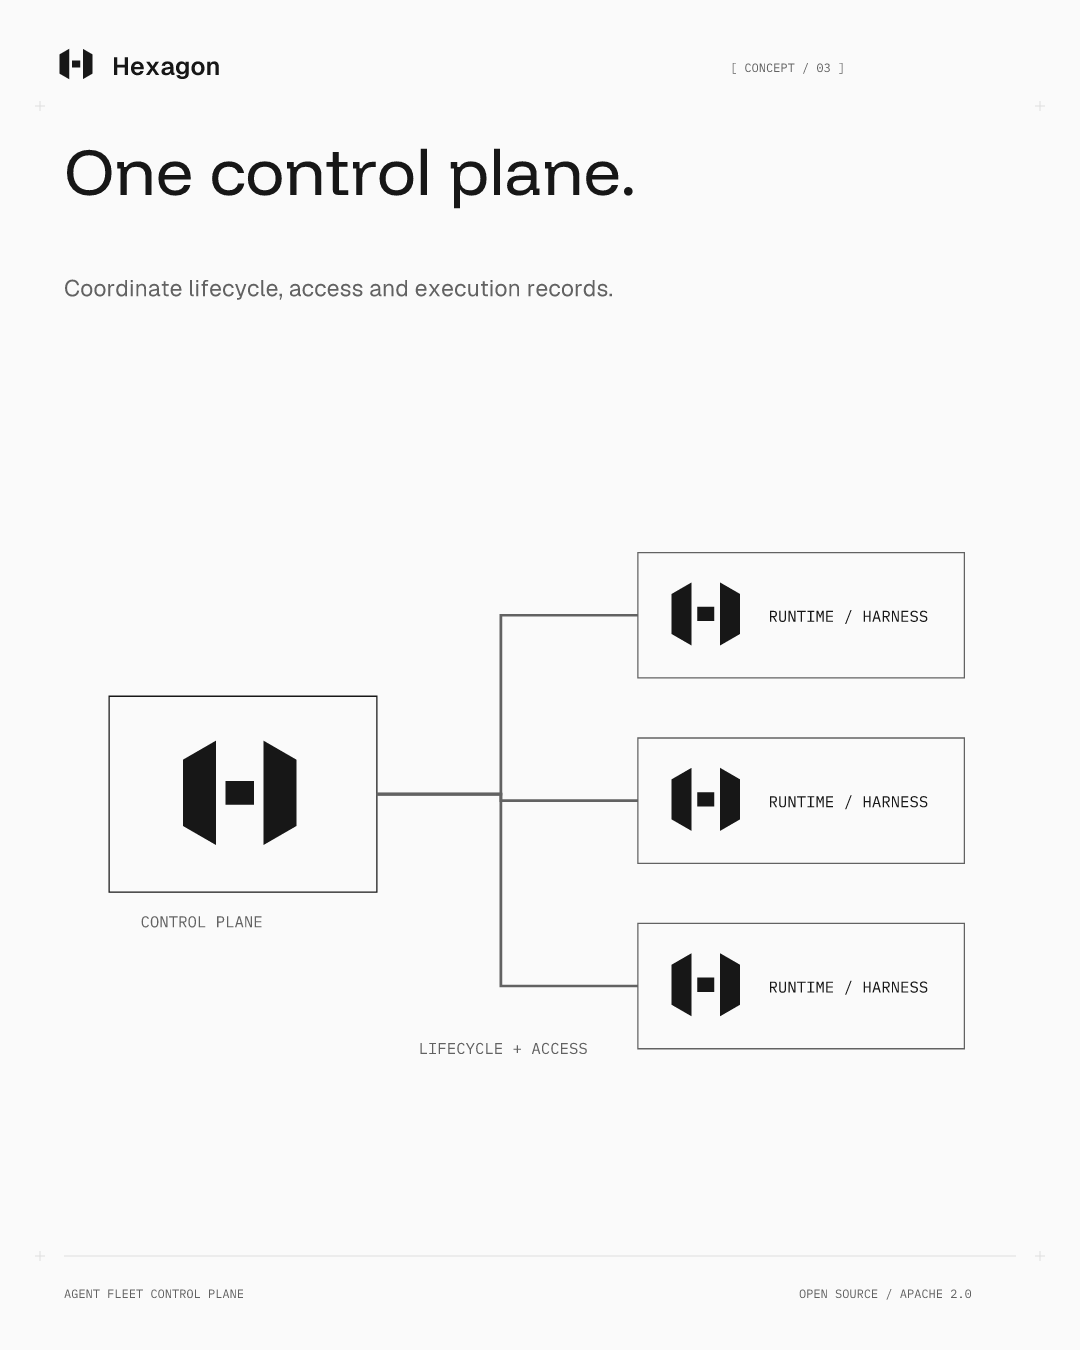 Hexagon
[ CONCEPT / 03 ]
One control plane.
Coordinate lifecycle, access and execution records.
RUNTIME / HARNESS
RUNTIME / HARNESS
CONTROL PLANE
RUNTIME / HARNESS
LIFECYCLE + ACCESS
AGENT FLEET CONTROL PLANE
OPEN SOURCE / APACHE 2.0